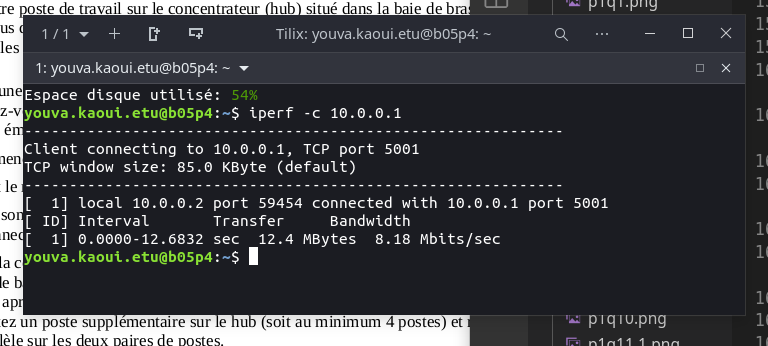 tre poste de travail sur le concentrateur (hub) situé dans la baie de bras
p1q1.png
1 / 1
Tilix: youva.kaoui.etu@b05p4: ~
1: youva.kaoui.etu@b05p4: ~
Espace disque utilisé: 54%
youva.kaoui.etu@b05p4:~$ iperf -c 10.0.0.1
------------------------------------------------------------
Client connecting to 10.0.0.1, TCP port 5001
TCP window size: 85.0 KByte (default)
------------------------------------------------------------
[  1] local 10.0.0.2 port 59454 connected with 10.0.0.1 port 5001
[ ID] Interval       Transfer     Bandwidth
[  1] 0.0000-12.6832 sec  12.4 MBytes  8.18 Mbits/sec
youva.kaoui.etu@b05p4:~$
tez un poste supplémentaire sur le hub (soit au minimum 4 postes) et r
lèle sur les deux paires de postes.
p1q10.png
p1q11.1.png